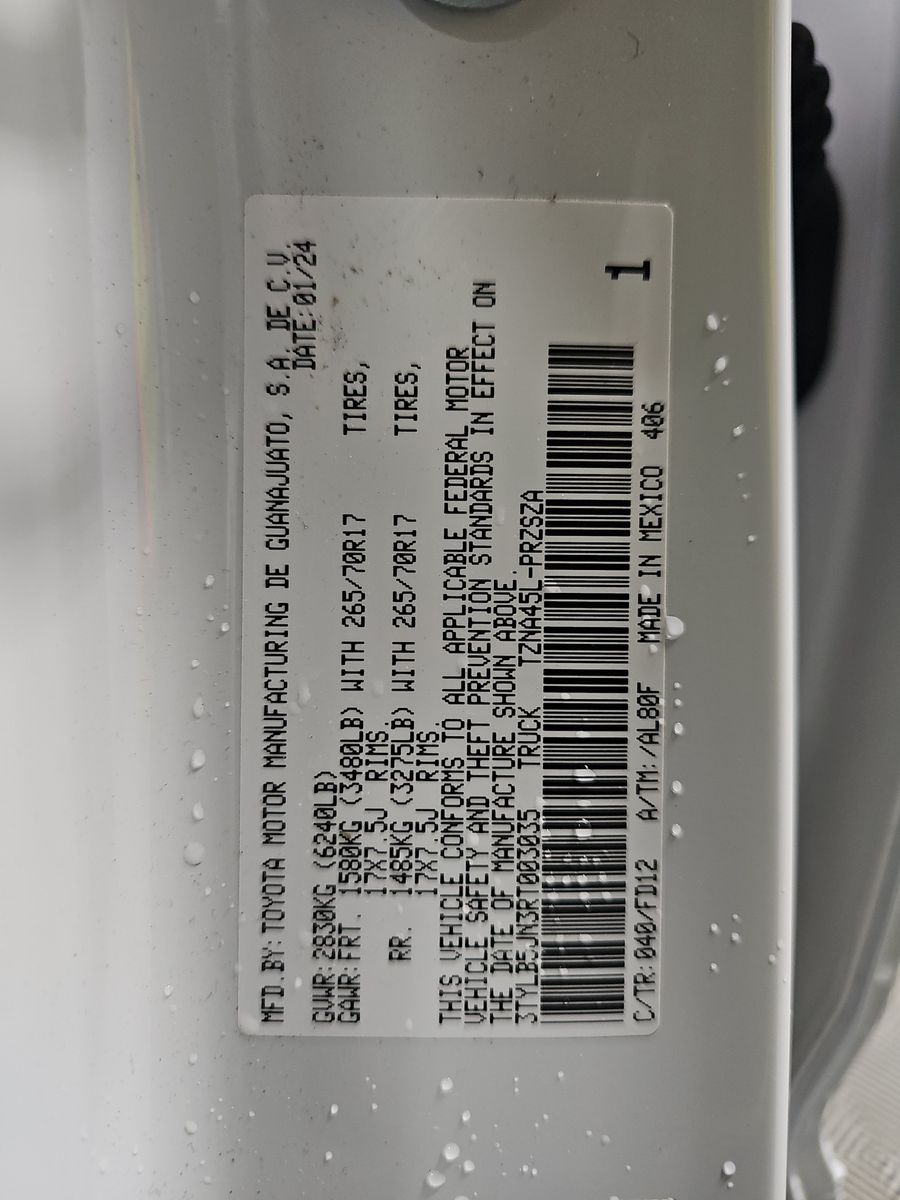 MFD.BY:TOYOTA MOTOR MANUFACTURING DE GUANAJUATO, S.A. DE C.V.
DATE:01/24
GVWR:2830KG (6240LB)
GAWR:FRT. 1580KG (3480LB) WITH 265/70R17 TIRES,
17X7.5J RIMS.
RR. 1485KG (3275LB) WITH 265/70R17 TIRES,
17X7.5J RIMS.
THIS VEHICLE CONFORMS TO ALL APPLICABLE FEDERAL MOTOR
VEHICLE SAFETY AND THEFT PREVENTION STANDARDS IN EFFECT ON
THE DATE OF MANUFACTURE SHOWN ABOVE.
3TYLB5JN3RT003035 TRUCK TZNA45L-PRZSZA
1
C/TR:040/FD12 A/TM:/AL80F MADE IN MEXICO 406